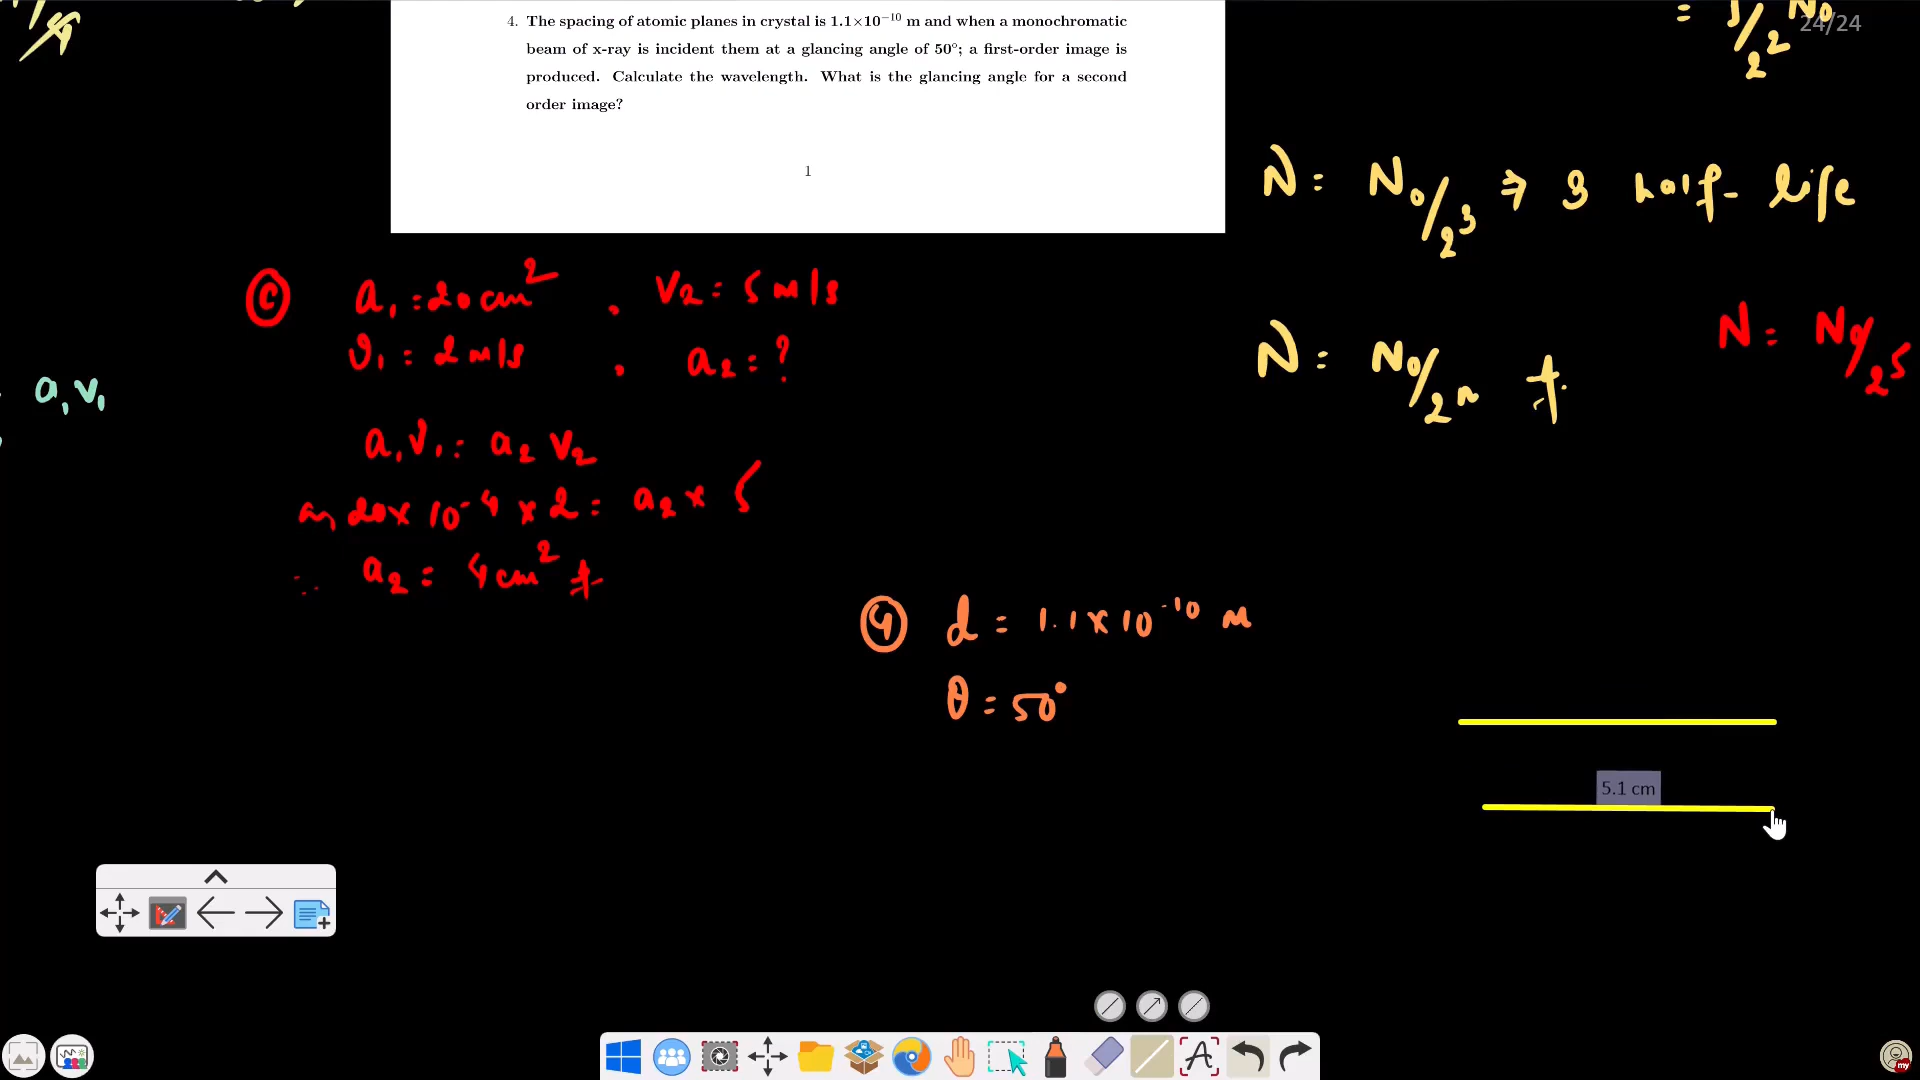 4. The spacing of atomic planes in crystal is 1.1×10⁻¹⁰ m and when a monochromatic
beam of x-ray is incident them at a glancing angle of 50°; a first-order image is
produced. Calculate the wavelength. What is the glancing angle for a second
order image?
1
24/24
N = N₀/2³ ⇒ 3 half-life
N = N₀/2ⁿ
N = N₀/2⁵
a₁v₁
ⓒ a₁ = 20 cm² , v₂ = 5 m/s
v₁ = 2 m/s , a₂ = ?
a₁v₁ = a₂v₂
20 × 10⁻⁴ × 2 = a₂ × 5
∴ a₂ = 4 cm²
④ d = 1.1 × 10⁻¹⁰ m
θ = 50°
5.1 cm
my